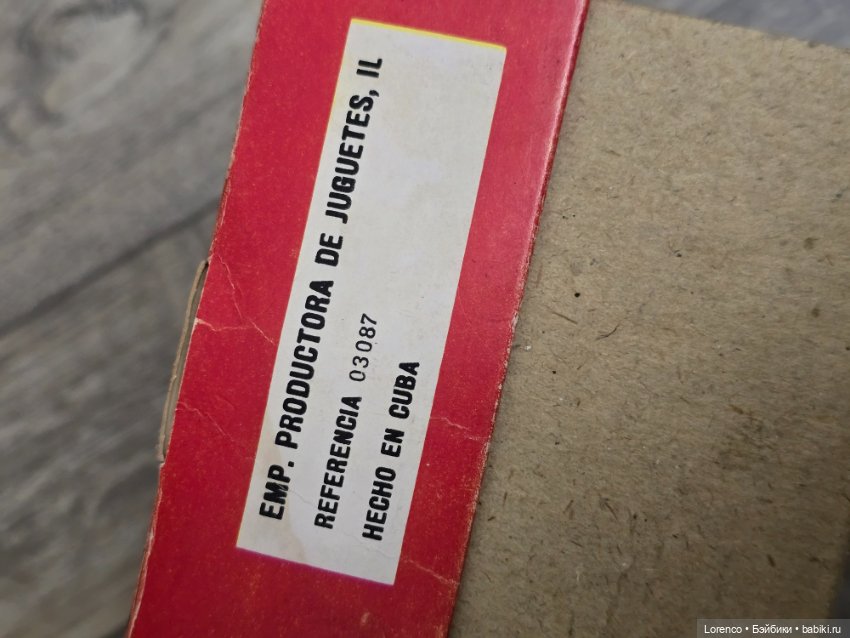 EMP. PRODUCTORA DE JUGUETES, IL
REFERENCIA 03087
HECHO EN CUBA
Lorenco • Бэйбики • babiki.ru